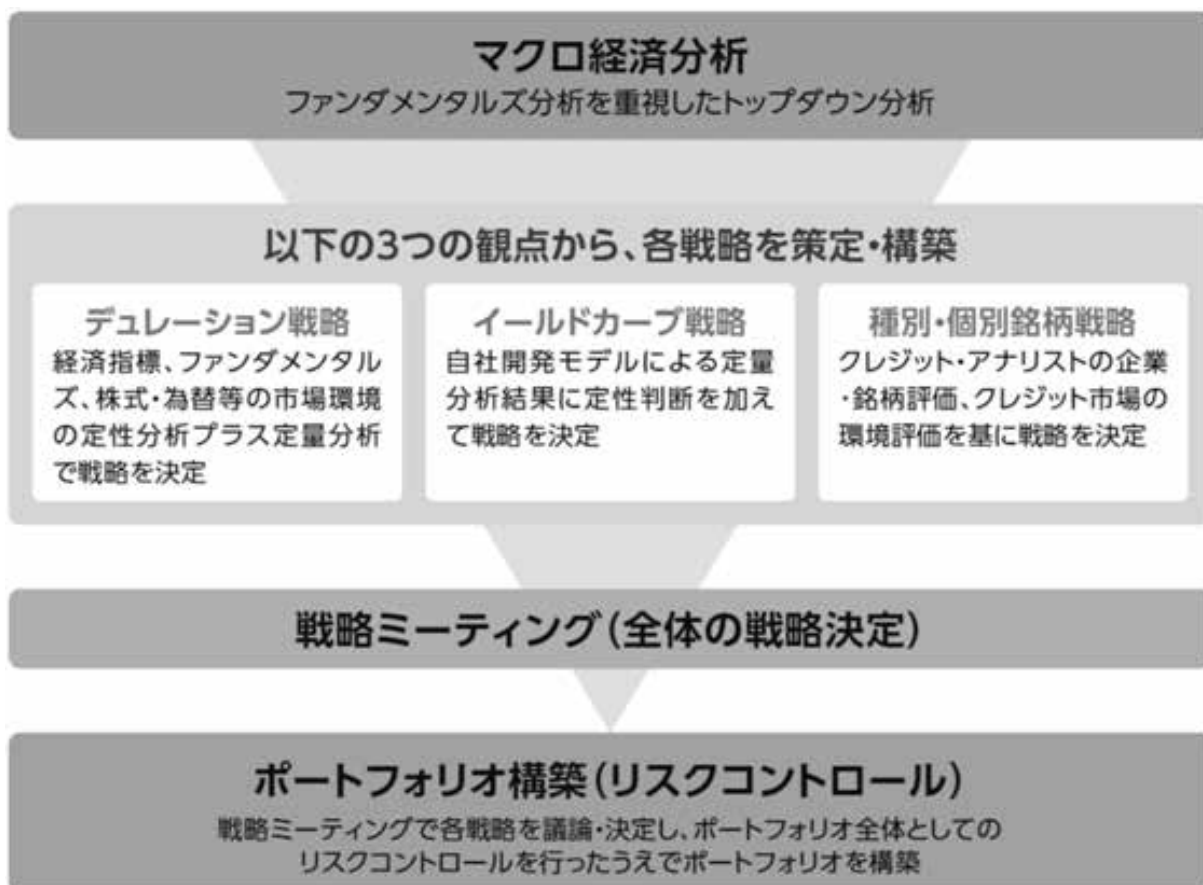 マクロ経済分析
ファンダメンタルズ分析を重視したトップダウン分析
以下の3つの観点から、各戦略を策定・構築
デュレーション戦略
経済指標、ファンダメンタル
ズ、株式・為替等の市場環境
の定性分析プラス定量分析
で戦略を決定
イールドカーブ戦略
自社開発モデルによる定量
分析結果に定性判断を加え
て戦略を決定
種別・個別銘柄戦略
クレジット・アナリストの企業
・銘柄評価、クレジット市場の
環境評価を基に戦略を決定
戦略ミーティング(全体の戦略決定)
ポートフォリオ構築(リスクコントロール)
戦略ミーティングで各戦略を議論・決定し、ポートフォリオ全体としての
リスクコントロールを行ったうえでポートフォリオを構築